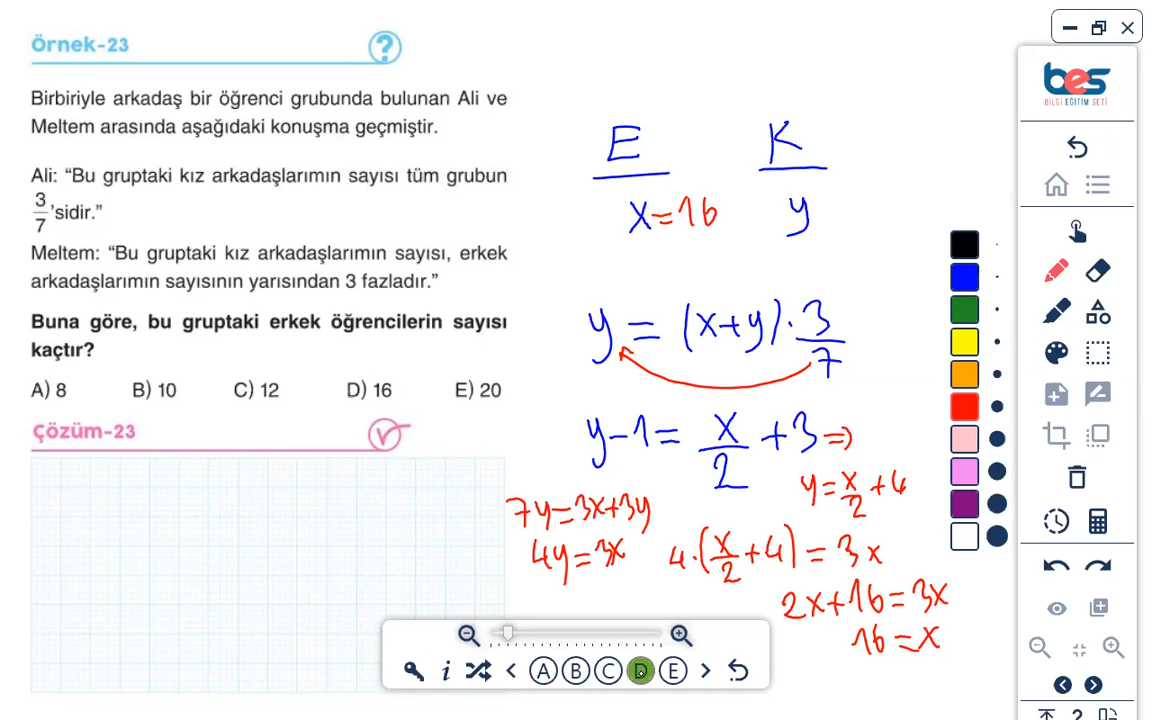 Örnek-23
?
Birbiriyle arkadaş bir öğrenci grubunda bulunan Ali ve
Meltem arasında aşağıdaki konuşma geçmiştir.
Ali: “Bu gruptaki kız arkadaşlarımın sayısı tüm grubun
3/7 'sidir.”
Meltem: “Bu gruptaki kız arkadaşlarımın sayısı, erkek
arkadaşlarımın sayısının yarısından 3 fazladır.”
Buna göre, bu gruptaki erkek öğrencilerin sayısı
kaçtır?
A) 8 B) 10 C) 12 D) 16 E) 20
Çözüm-23
E K
x=16 y
y = (x+y) · 3/7
y-1 = x/2 + 3 ⇒
y = x/2 + 4
7y=3x+3y
4y=3x
4·(x/2+4) = 3x
2x+16=3x
16=x
bes
BİLGİ EĞİTİM SETİ
i A B C D E
?